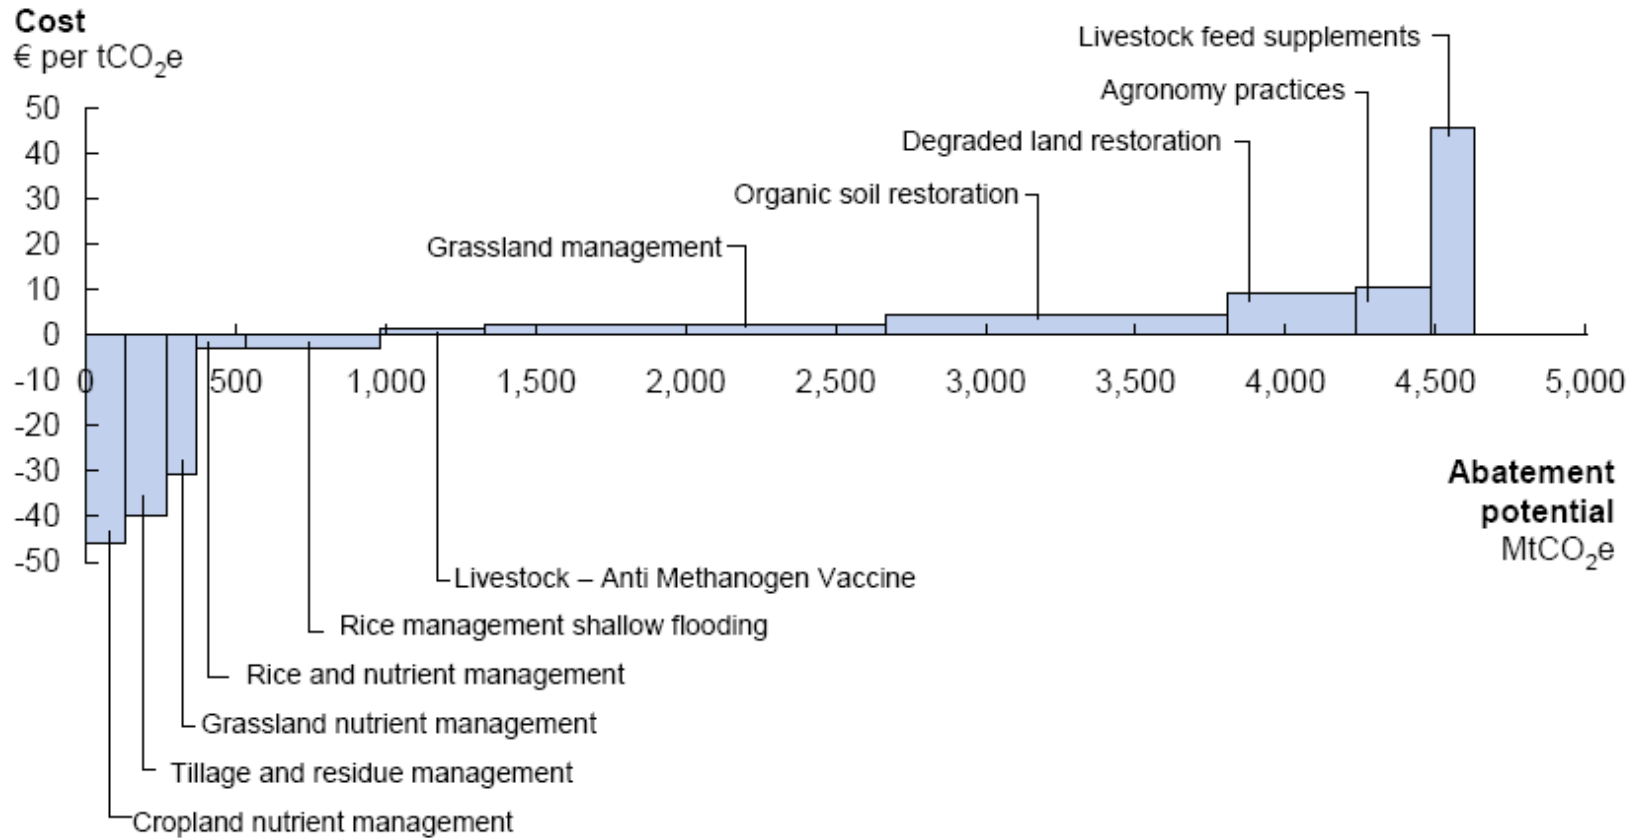 Cost
€ per tCO₂e
Livestock feed supplements
Agronomy practices
Degraded land restoration
Organic soil restoration
Grassland management
50
40
30
20
10
0
-10
-20
-30
-40
-50
0 500 1,000 1,500 2,000 2,500 3,000 3,500 4,000 4,500 5,000
Abatement
potential
MtCO₂e
Livestock – Anti Methanogen Vaccine
Rice management shallow flooding
Rice and nutrient management
Grassland nutrient management
Tillage and residue management
Cropland nutrient management